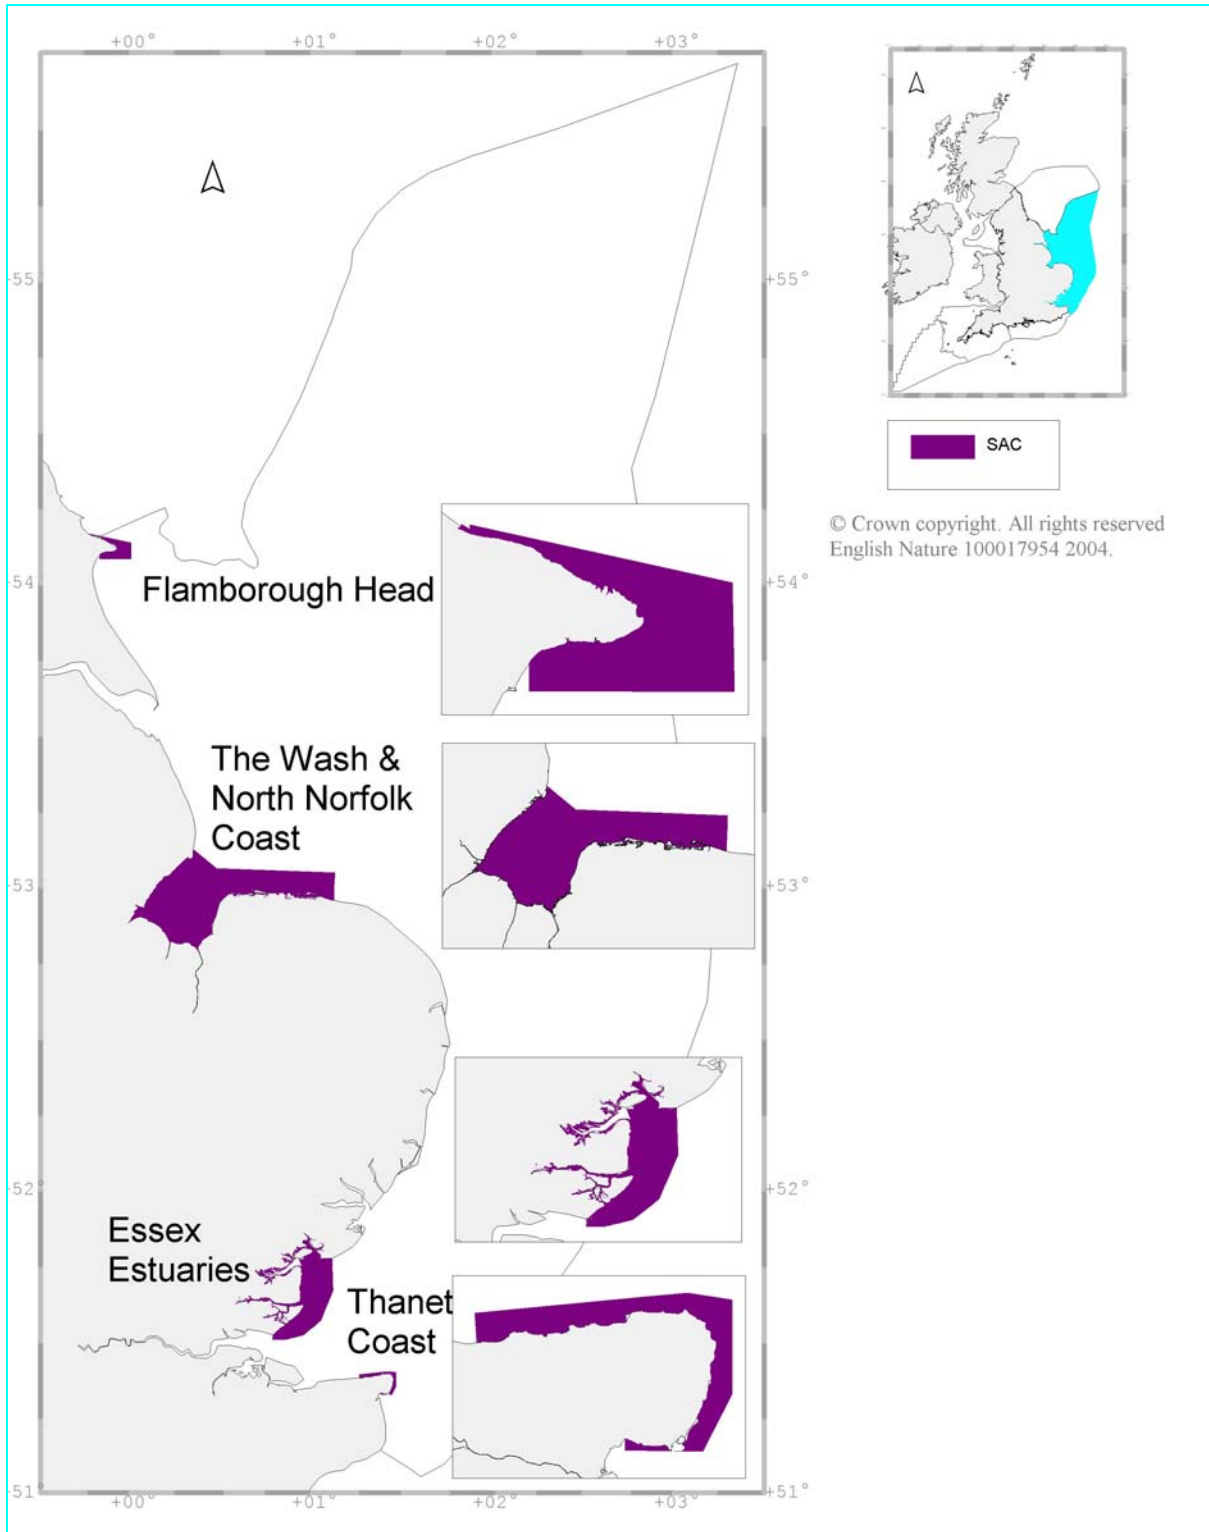 +00° +01° +02° +03°
+55° +55°
Flamborough Head
+54° +54°
The Wash &
North Norfolk
Coast
+53° +53°
+52° +52°
Essex
Estuaries
Thanet
Coast
+51° +51°
+00° +01° +02° +03°
SAC
© Crown copyright. All rights reserved
English Nature 100017954 2004.